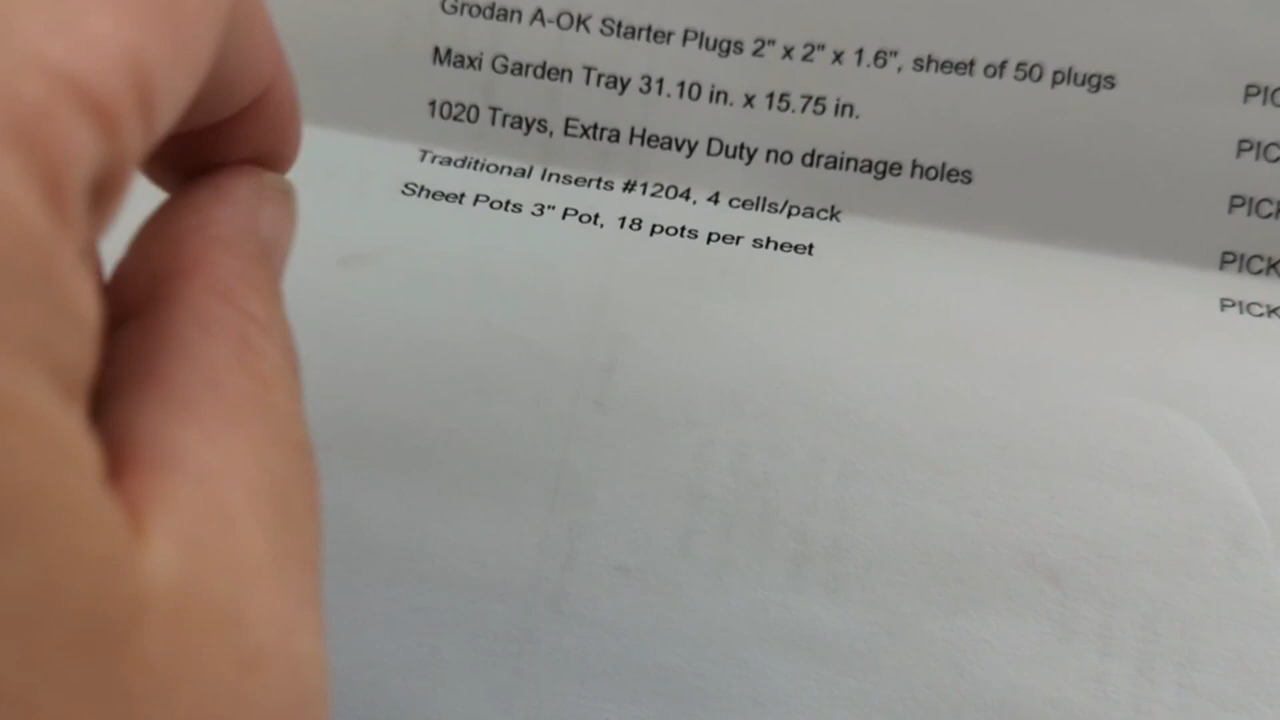 Grodan A-OK Starter Plugs 2" x 2" x 1.6", sheet of 50 plugs
PIC
Maxi Garden Tray 31.10 in. x 15.75 in.
PIC
1020 Trays, Extra Heavy Duty no drainage holes
PICK
Traditional Inserts #1204, 4 cells/pack
PICK
Sheet Pots 3" Pot, 18 pots per sheet
PICK